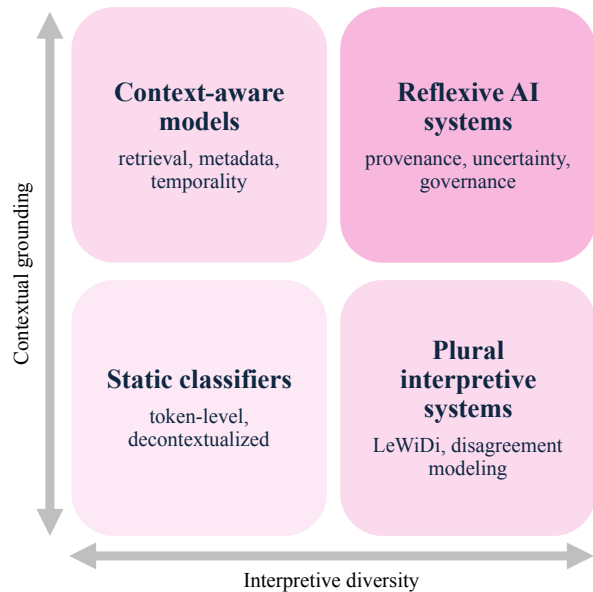 Context-aware
models
retrieval, metadata,
temporality
Reflexive AI
systems
provenance, uncertainty,
governance
Contextual grounding
Static classifiers
token-level,
decontextualized
Plural
interpretive
systems
LeWiDi, disagreement
modeling
Interpretive diversity